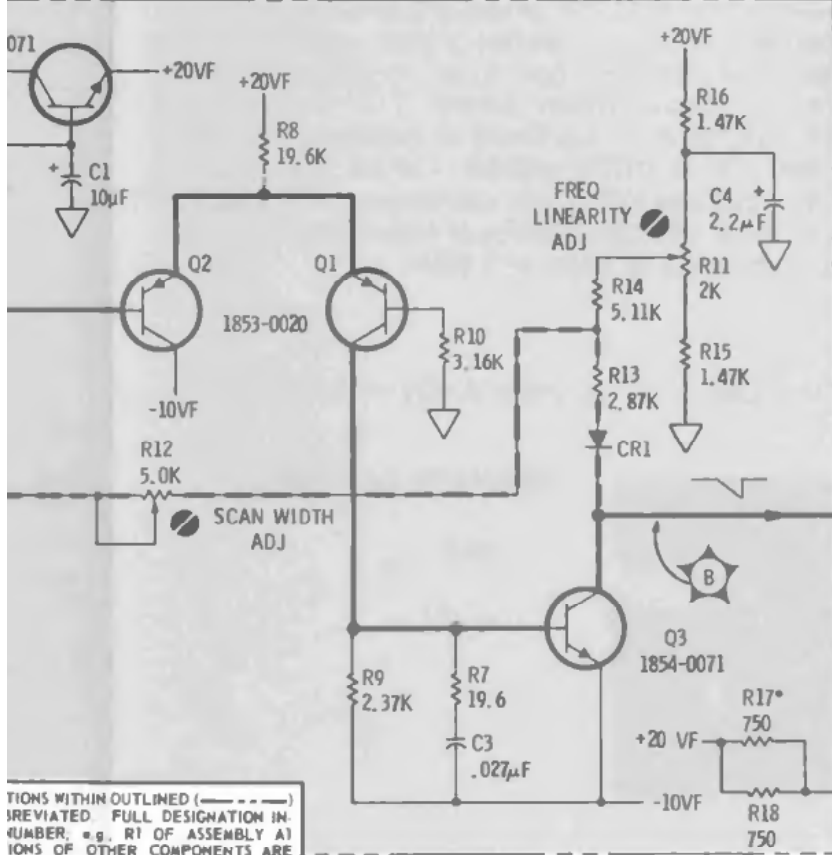 071
+20VF
+20VF
+20VF
R16
1.47K
R8
19.6K
+
C1
10μF
FREQ
LINEARITY
ADJ
C4
+
2.2μF
Q2
Q1
R14
5.11K
R11
2K
1853-0020
R10
3.16K
R13
2.87K
R15
1.47K
-10VF
R12
5.0K
CR1
SCAN WIDTH
ADJ
B
Q3
1854-0071
R9
2.37K
R7
19.6
R17*
750
+20 VF
C3
.027μF
-10VF
R18
750
TIONS WITHIN OUTLINED (
BREVIATED. FULL DESIGNATION IN-
NUMBER; e.g., R1 OF ASSEMBLY A1
IONS OF OTHER COMPONENTS ARE